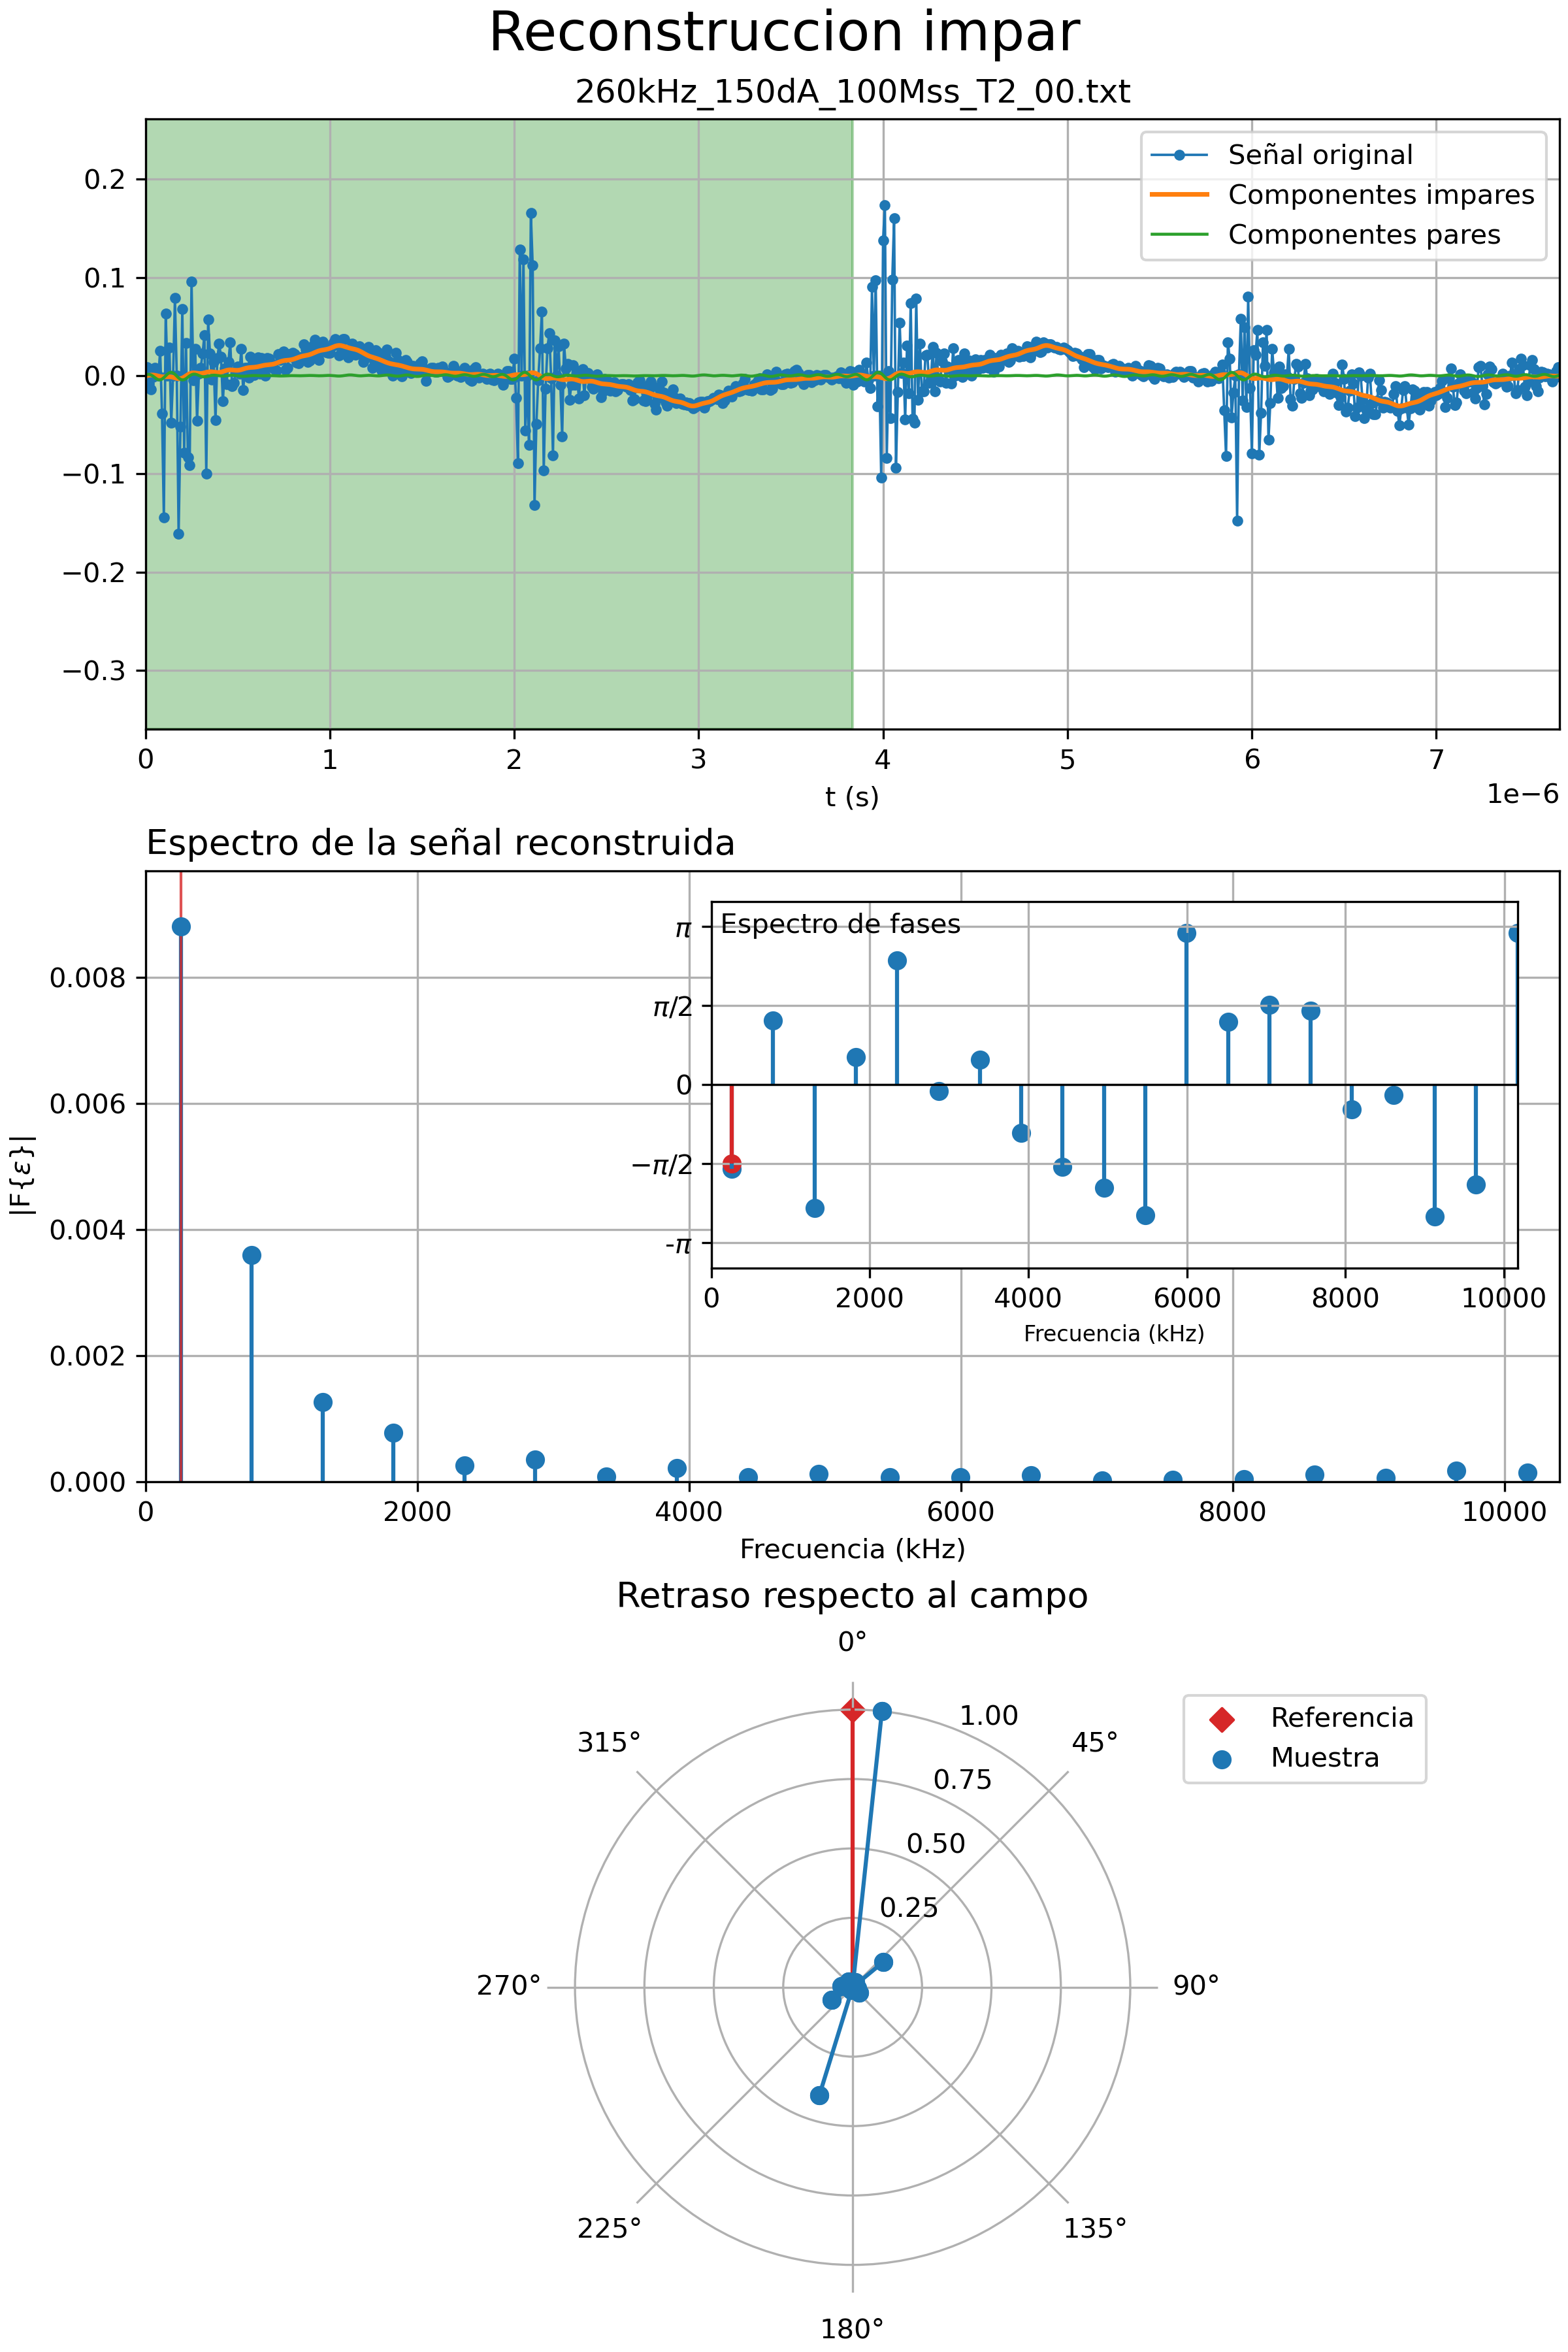 Reconstruccion impar
260kHz_150dA_100Mss_T2_00.txt
Señal original
Componentes impares
Componentes pares
0.2
0.1
0.0
−0.1
−0.2
−0.3
0 1 2 3 4 5 6 7
t (s)
1e−6
Espectro de la señal reconstruida
|F{ε}|
0.008
0.006
0.004
0.002
0.000
0 2000 4000 6000 8000 10000
Frecuencia (kHz)
Espectro de fases
π
π/2
0
−π/2
-π
0 2000 4000 6000 8000 10000
Frecuencia (kHz)
Retraso respecto al campo
0°
45°
90°
135°
180°
225°
270°
315°
1.00
0.75
0.50
0.25
Referencia
Muestra